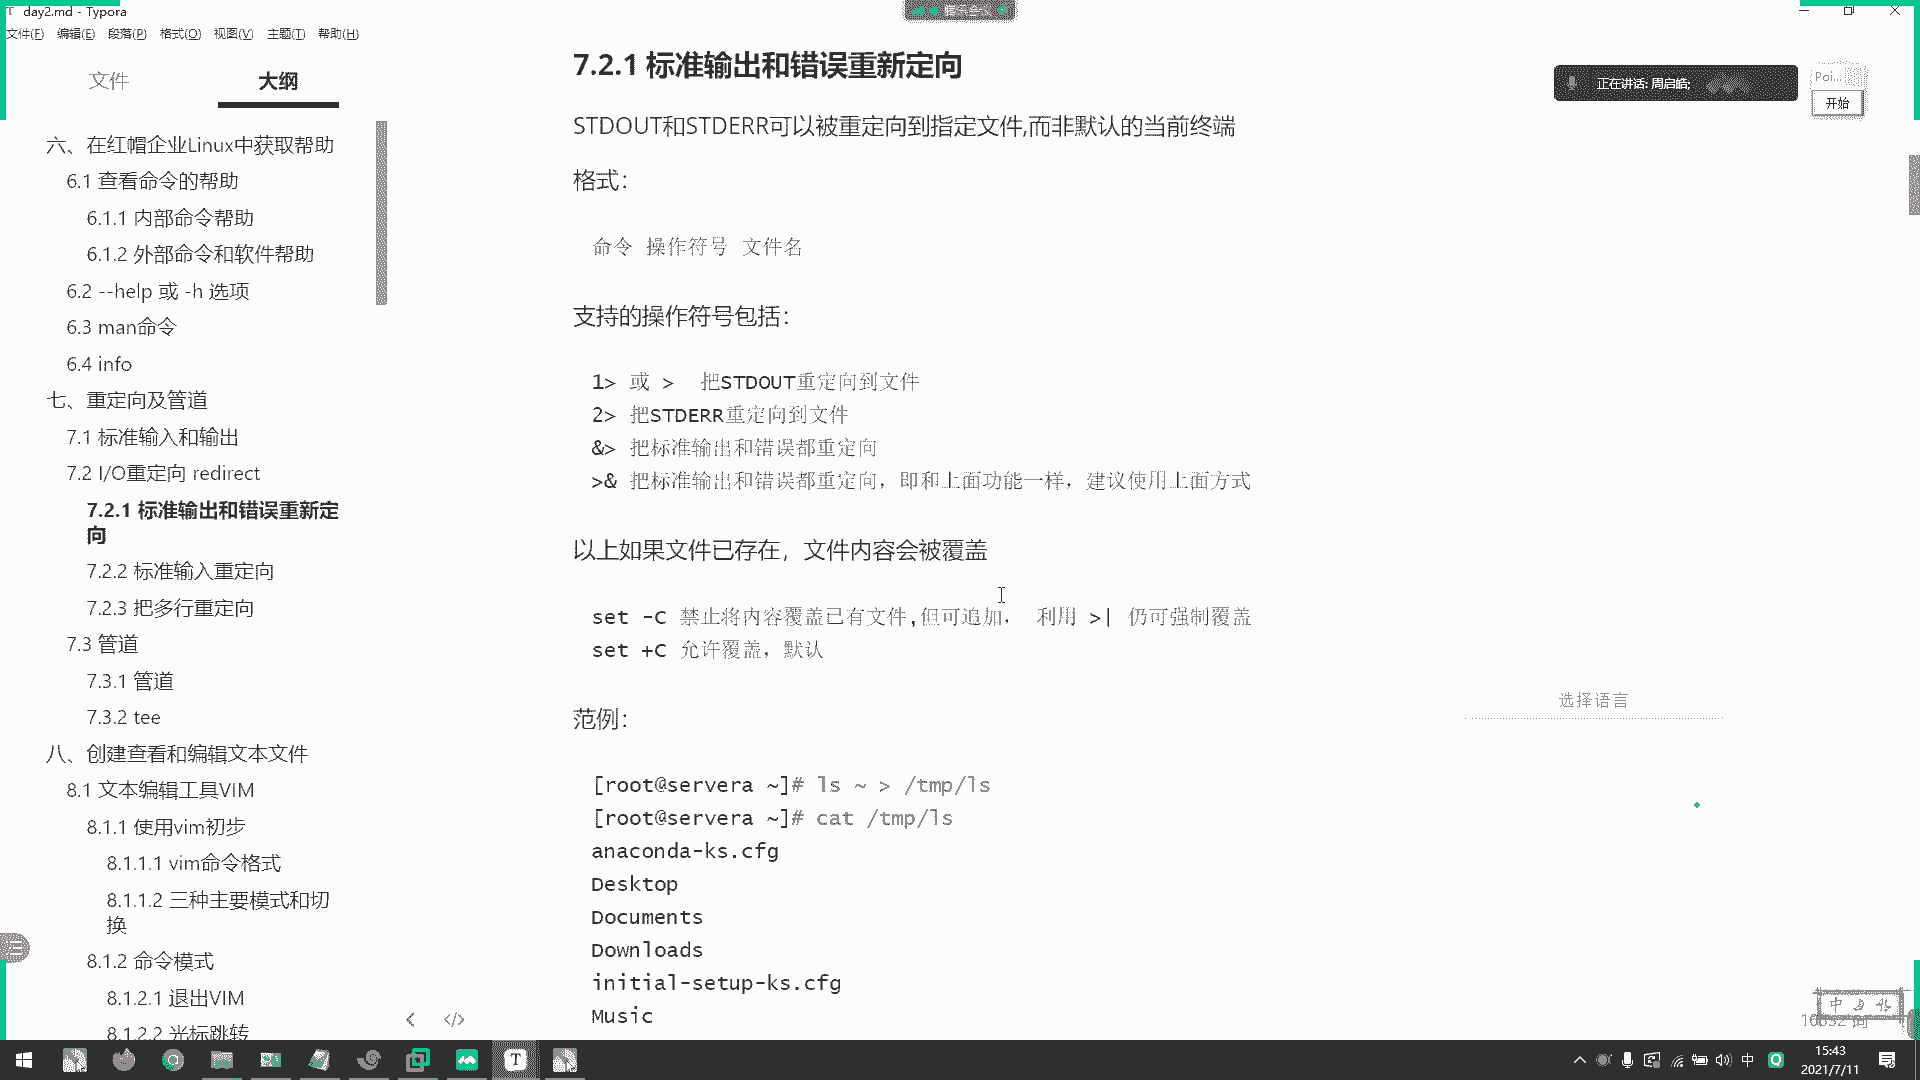 day2.md - Typora
腾讯会议
文件(F) 编辑(E) 段落(P) 格式(O) 视图(V) 主题(T) 帮助(H)
文件 大纲
六、在红帽企业Linux中获取帮助
6.1 查看命令的帮助
6.1.1 内部命令帮助
6.1.2 外部命令和软件帮助
6.2 --help 或 -h 选项
6.3 man命令
6.4 info
七、重定向及管道
7.1 标准输入和输出
7.2 I/O重定向 redirect
7.2.1 标准输出和错误重新定
向
7.2.2 标准输入重定向
7.2.3 把多行重定向
7.3 管道
7.3.1 管道
7.3.2 tee
八、创建查看和编辑文本文件
8.1 文本编辑工具VIM
8.1.1 使用vim初步
8.1.1.1 vim命令格式
8.1.1.2 三种主要模式和切
换
8.1.2 命令模式
8.1.2.1 退出VIM
8.1.2.2 光标跳转
7.2.1 标准输出和错误重新定向
STDOUT和STDERR可以被重定向到指定文件,而非默认的当前终端
格式：
命令 操作符号 文件名
支持的操作符号包括：
1> 或 > 把STDOUT重定向到文件
2> 把STDERR重定向到文件
&> 把标准输出和错误都重定向
>& 把标准输出和错误都重定向，即和上面功能一样，建议使用上面方式
以上如果文件已存在，文件内容会被覆盖
set -C 禁止将内容覆盖已有文件,但可追加， 利用 >| 仍可强制覆盖
set +C 允许覆盖，默认
范例：
[root@servera ~]# ls ~ > /tmp/ls
[root@servera ~]# cat /tmp/ls
anaconda-ks.cfg
Desktop
Documents
Downloads
initial-setup-ks.cfg
Music
正在讲话: 周启皓;
Poi...
开始
选择语言
中
15:43
2021/7/11